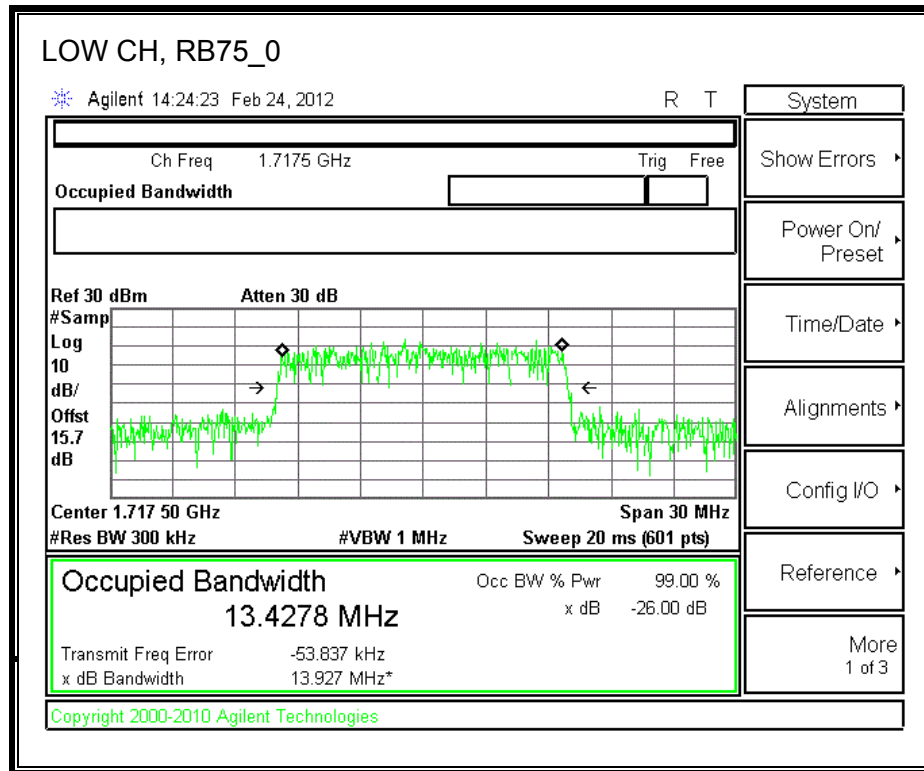 LOW CH, RB75_0
Agilent 14:24:23 Feb 24, 2012 R T
System
Ch Freq 1.7175 GHz Trig Free
Occupied Bandwidth
Show Errors
Power On/
Preset
Time/Date
Alignments
Config I/O
Reference
More
1 of 3
Ref 30 dBm Atten 30 dB
#Samp
Log
10
dB/
Offst
15.7
dB
Center 1.717 50 GHz Span 30 MHz
#Res BW 300 kHz #VBW 1 MHz Sweep 20 ms (601 pts)
Occupied Bandwidth Occ BW % Pwr 99.00 %
13.4278 MHz x dB -26.00 dB
Transmit Freq Error -53.837 kHz
x dB Bandwidth 13.927 MHz*
Copyright 2000-2010 Agilent Technologies